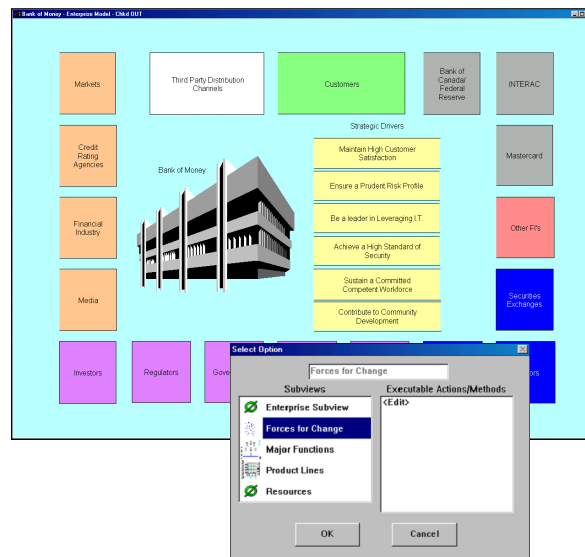 Bank of Money - Enterprise Model - Chkd OUT
Markets
Third Party Distribution
Channels
Customers
Bank of
Canada/
Federal
Reserve
INTERAC
Credit
Rating
Agencies
Bank of Money
Strategic Drivers
Maintain High Customer
Satisfaction
Ensure a Prudent Risk Profile
Be a leader in Leveraging I.T.
Achieve a High Standard of
Security
Sustain a Committed
Competent Workforce
Contribute to Community
Development
Mastercard
Financial
Industry
Other FI's
Media
Securities
Exchanges
Investors
Regulators
Select Option
Forces for Change
Subviews
Executable Actions/Methods
Enterprise Subview
Forces for Change
Major Functions
Product Lines
Resources
<Edit>
OK
Cancel